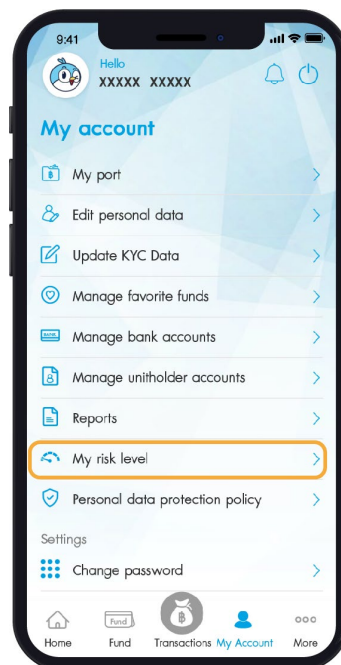 9:41
Hello
xxxxx xxxxx
My account
My port
Edit personal data
Update KYC Data
Manage favorite funds
BANK
Manage bank accounts
Manage unitholder accounts
Reports
My risk level
Personal data protection policy
Settings
Change password
Fund
฿
Home Fund Transactions My Account More